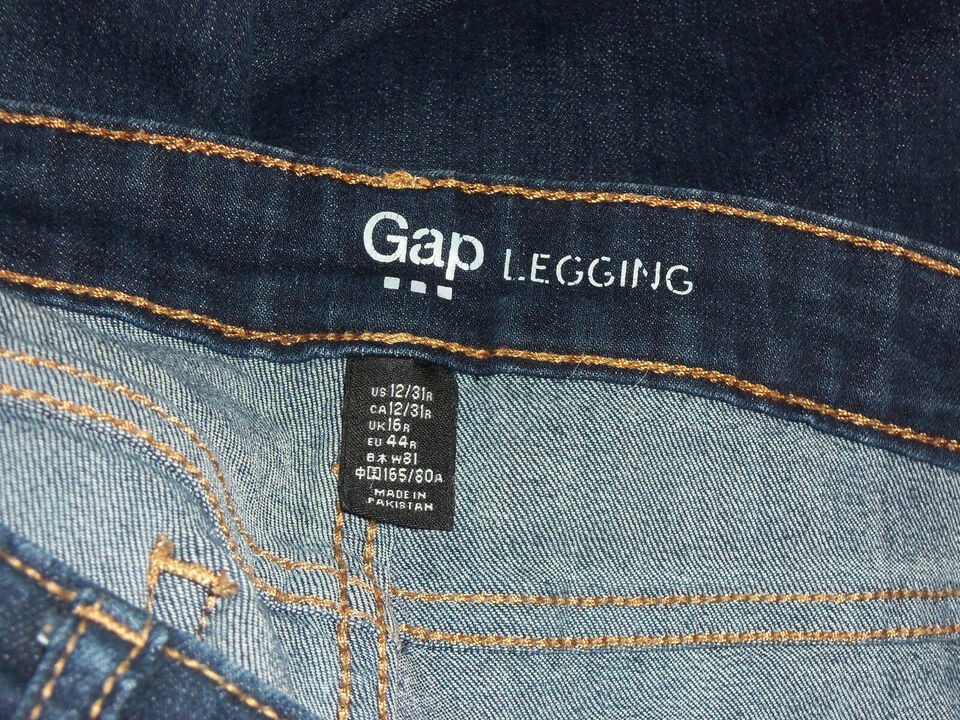 Gap LEGGING
US 12/31R
CA 12/31R
UK 16R
EU 44R
日本 W81
中国 165/80A
MADE IN
PAKISTAN